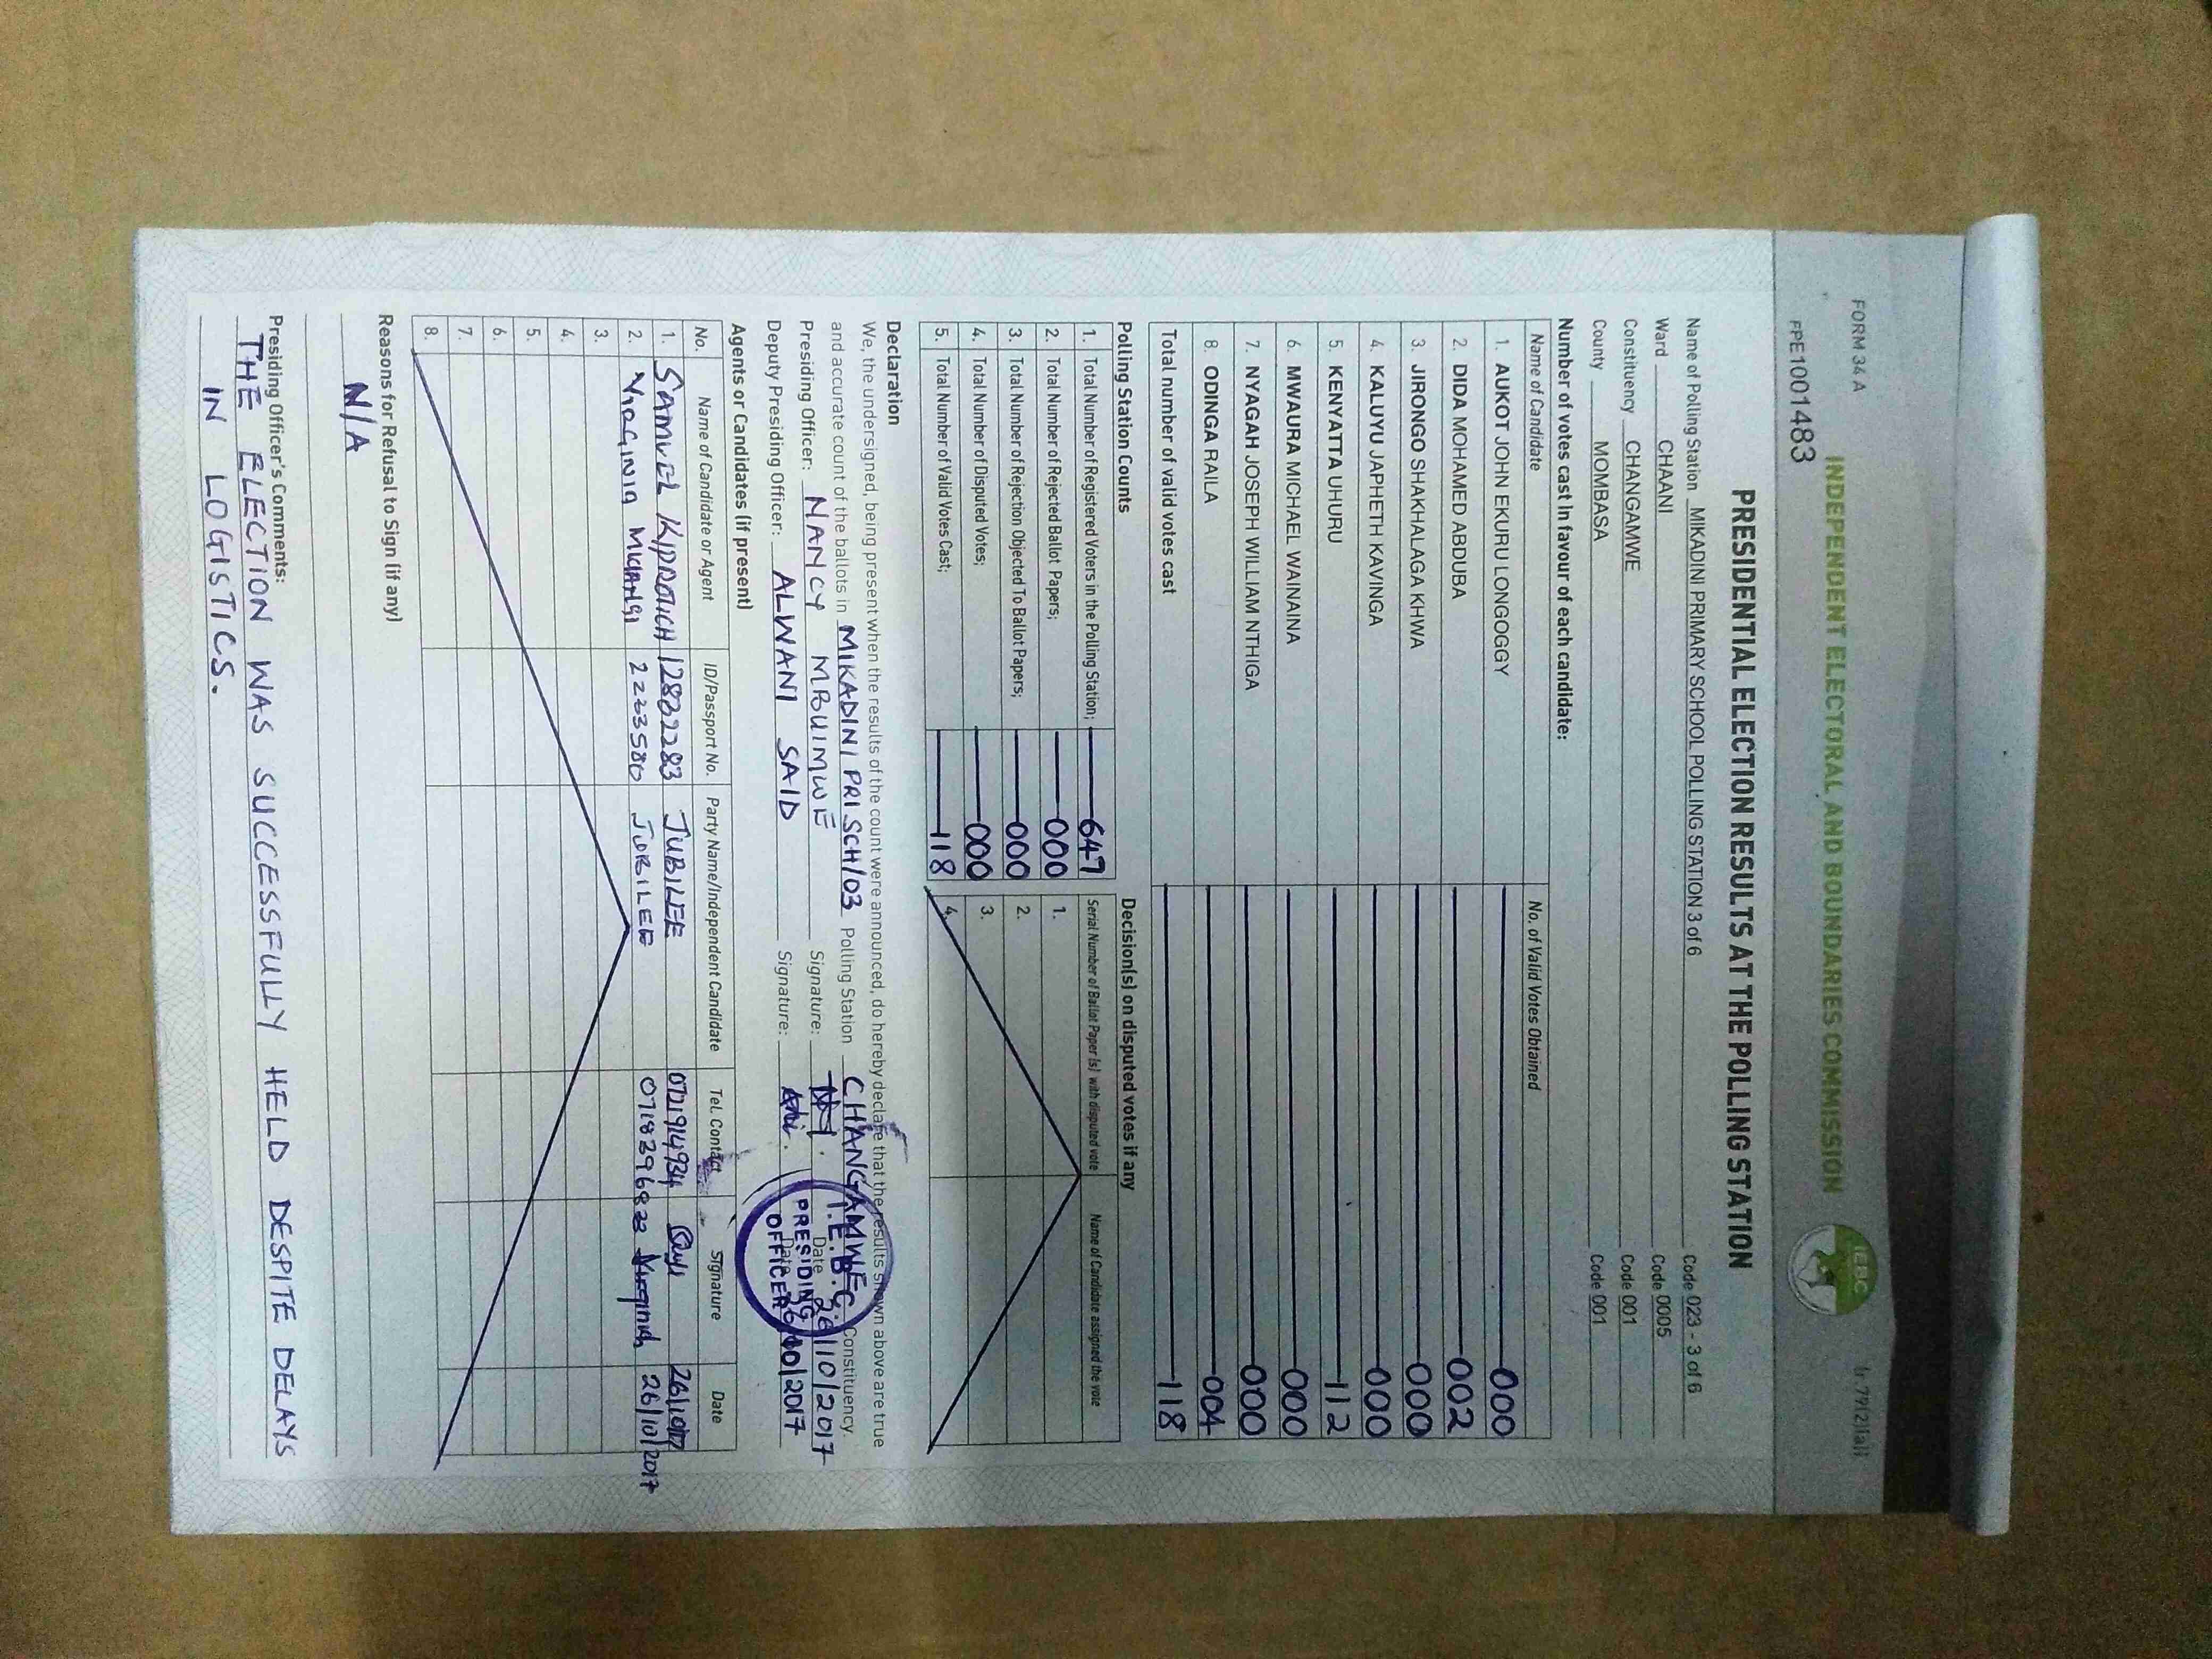 FORM 34 A
(r.79(2)(a))
INDEPENDENT ELECTORAL AND BOUNDARIES COMMISSION
IEBC
PPE1001483
PRESIDENTIAL ELECTION RESULTS AT THE POLLING STATION
Name of Polling Station MIKADINI PRIMARY SCHOOL POLLING STATION 3 of 6 Code 023 - 3 of 6
Ward CHAANI Code 0005
Constituency CHANGAMWE Code 001
County MOMBASA Code 001
Number of votes cast in favour of each candidate:
Name of Candidate No. of Valid Votes Obtained
1. AUKOT JOHN EKURU LONGOGGY 000
2. DIDA MOHAMED ABDUBA 002
3. JIRONGO SHAKHALAGA KHWA 000
4. KALUYU JAPHETH KAVINGA 000
5. KENYATTA UHURU 112
6. MWAURA MICHAEL WAINAINA 000
7. NYAGAH JOSEPH WILLIAM NTHIGA 000
8. ODINGA RAILA 004
Total number of valid votes cast 118
Polling Station Counts
1. Total Number of Registered Voters in the Polling Station; 647
2. Total Number of Rejected Ballot Papers; 000
3. Total Number of Rejection Objected To Ballot Papers; 000
4. Total Number of Disputed Votes; 000
5. Total Number of Valid Votes Cast; 118
Decision(s) on disputed votes if any
Serial Number of Ballot Paper (s) with disputed vote Name of Candidate assigned the vote
1.
2.
3.
4.
Declaration
We, the undersigned, being present when the results of the count were announced, do hereby declare that the results shown above are true
and accurate count of the ballots in MIKADINI PRI SCH/03 Polling Station CHANGAMWE Constituency.
Presiding Officer: NANCY MBUIMWE Signature: Date 26/10/2017
Deputy Presiding Officer: ALWANI SAID Signature: Date 26/10/2017
I.E.B.C
PRESIDING
OFFICER
Agents or Candidates (if present)
No. Name of Candidate or Agent ID/Passport No. Party Name/Independent Candidate Tel. Contact Signature Date
1. SAMUEL KIPROTICH 12832283 JUBILEE 0721914934 26/10/17
2. VIRGINIA MWANGI 22235580 JUBILEE 0718396822 Virginiah 26/10/2017
3.
4.
5.
6.
7.
8.
Reasons for Refusal to Sign (if any)
N/A
Presiding Officer's Comments:
THE ELECTION WAS SUCCESSFULLY HELD DESPITE DELAYS
IN LOGISTICS.